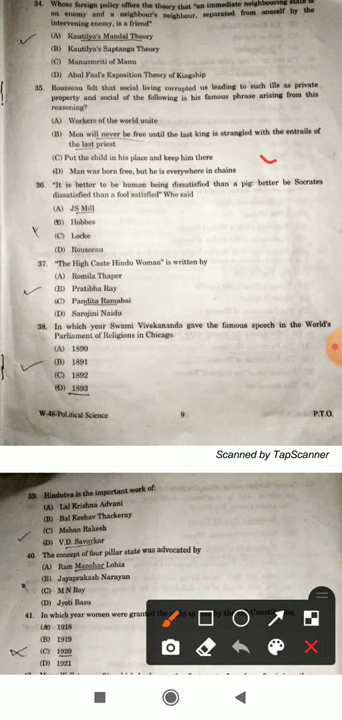 34. Whose foreign policy offers the theory that "an immediate neighbouring state is
an enemy and a neighbour's neighbour, separated from oneself by the
intervening enemy, is a friend"
(A) Kautilya's Mandal Theory
(B) Kautilya's Saptanga Theory
(C) Manusmriti of Manu
(D) Abul Fazl's Exposition Theory of Kingship
35. Rousseau felt that social living corrupted us leading to such ills as private
property and social of the following is his famous phrase arising from this
reasoning?
(A) Workers of the world unite
(B) Men will never be free until the last king is strangled with the entrails of
the last priest
(C) Put the child in his place and keep him there
(D) Man was born free, but he is everywhere in chains
36. "It is better to be human being dissatisfied than a pig: better be Socrates
dissatisfied than a fool satisfied" Who said
(A) JS Mill
(B) Hobbes
(C) Locke
(D) Rousseau
37. "The High Caste Hindu Woman" is written by
(A) Romila Thaper
(B) Pratibha Ray
(C) Pandita Ramabai
(D) Sarojini Naidu
38. In which year Swami Vivekananda gave the famous speech in the World's
Parliament of Religions in Chicago.
(A) 1890
(B) 1891
(C) 1892
(D) 1893
W-48-Political Science 9 P.T.O.
Scanned by TapScanner
39. Hindutva is the important work of:
(A) Lal Krishna Advani
(B) Bal Keshav Thackeray
(C) Mohan Rakesh
(D) V.D. Savarkar
40. The concept of four pillar state was advocated by
(A) Ram Manohar Lohia
(B) Jayaprakash Narayan
(C) M N Roy
(D) Jyoti Basu
41. In which year women were granted the
(A) 1918
(B) 1919
(C) 1920
(D) 1921